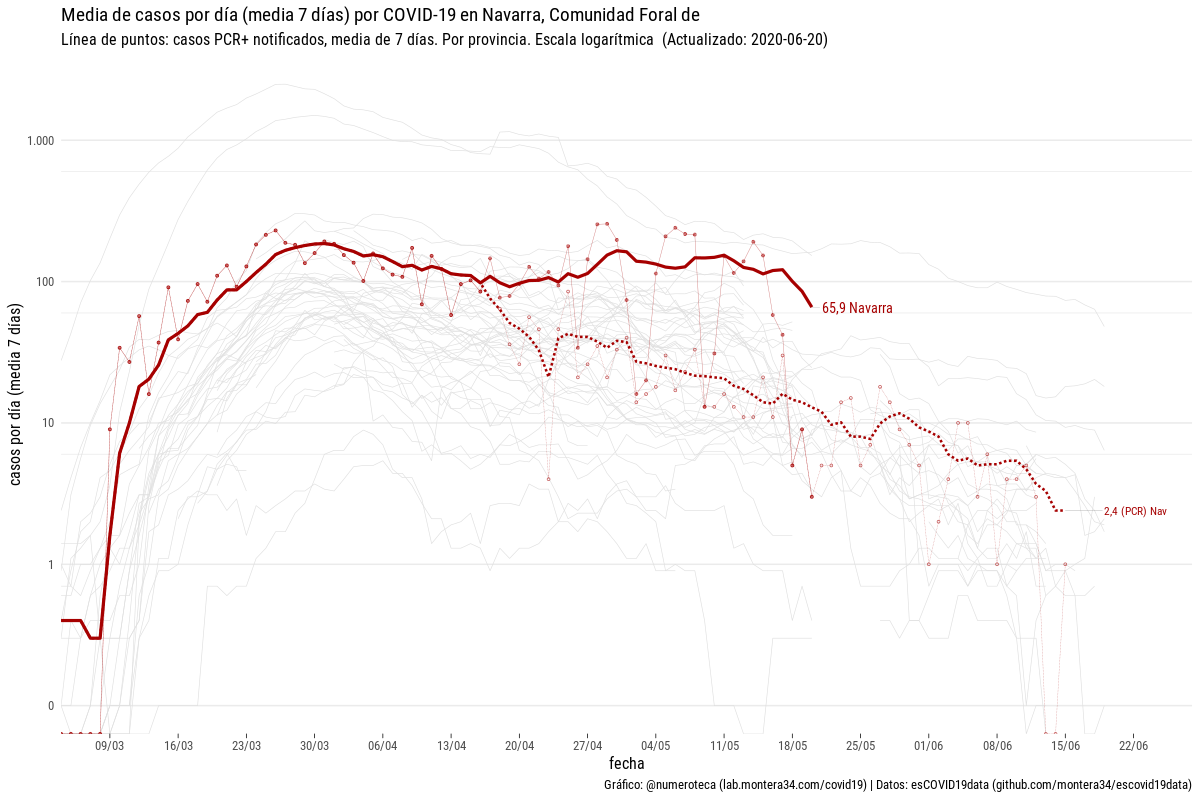 Media de casos por día (media 7 días) por COVID-19 en Navarra, Comunidad Foral de
Línea de puntos: casos PCR+ notificados, media de 7 días. Por provincia. Escala logarítmica  (Actualizado: 2020-06-20)
casos por día (media 7 días)
1.000
100
10
1
0
65,9 Navarra
2,4 (PCR) Nav
09/03 16/03 23/03 30/03 06/04 13/04 20/04 27/04 04/05 11/05 18/05 25/05 01/06 08/06 15/06 22/06
fecha
Gráfico: @numeroteca (lab.montera34.com/covid19) | Datos: esCOVID19data (github.com/montera34/escovid19data)